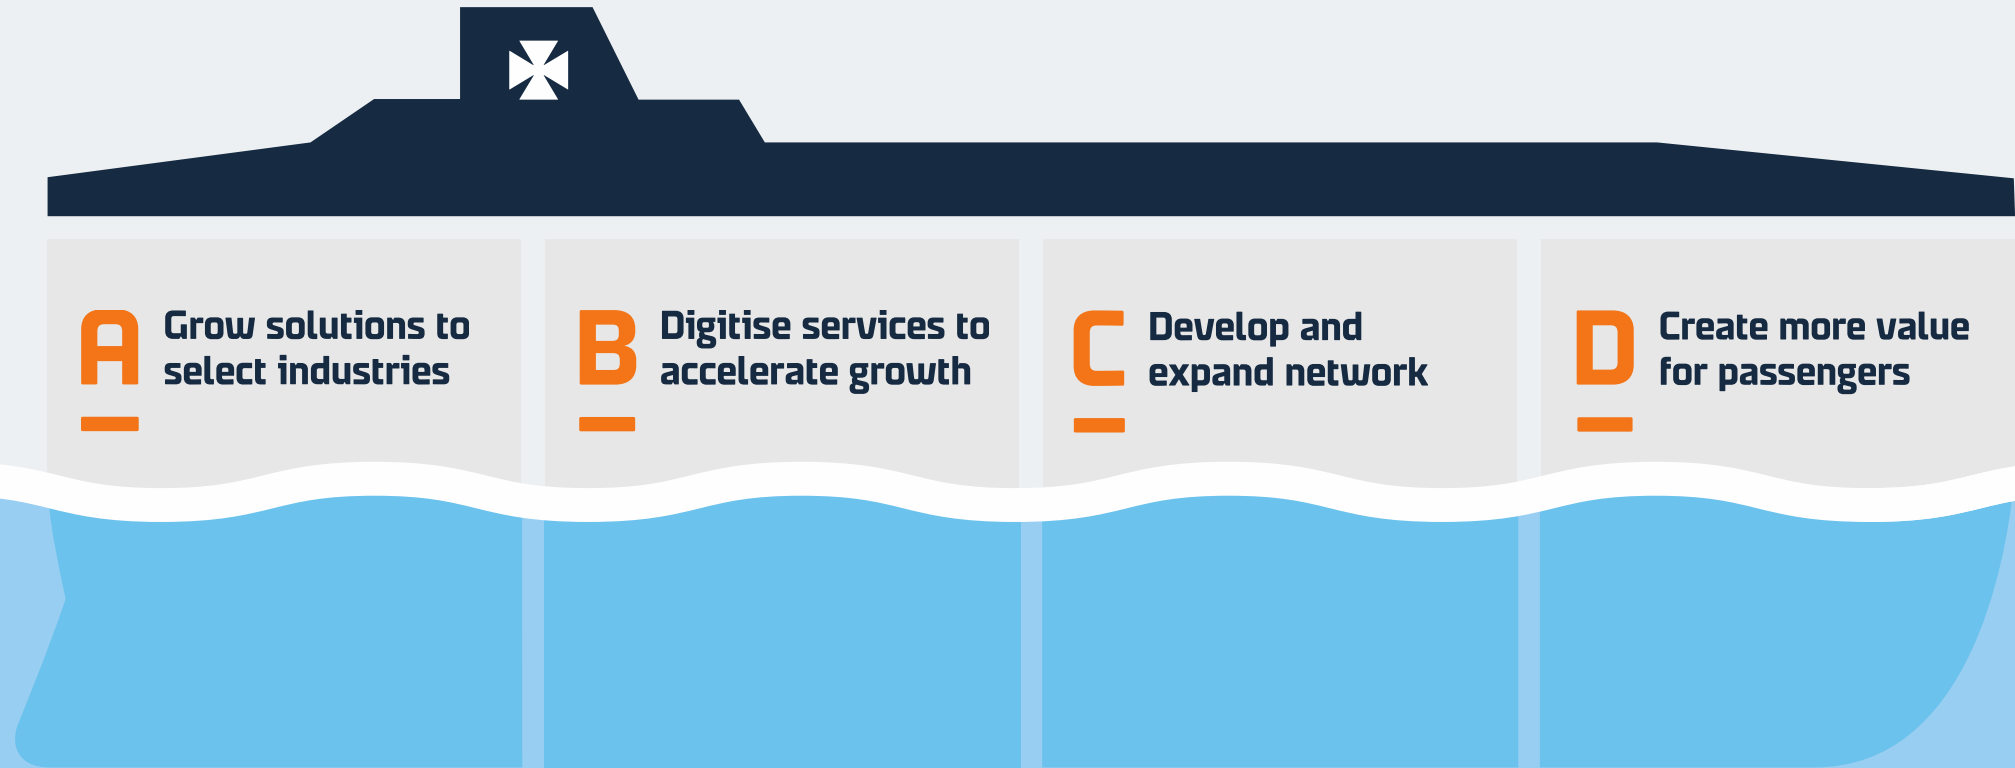 A
Grow solutions to
select industries
B
Digitise services to
accelerate growth
C
Develop and
expand network
D
Create more value
for passengers